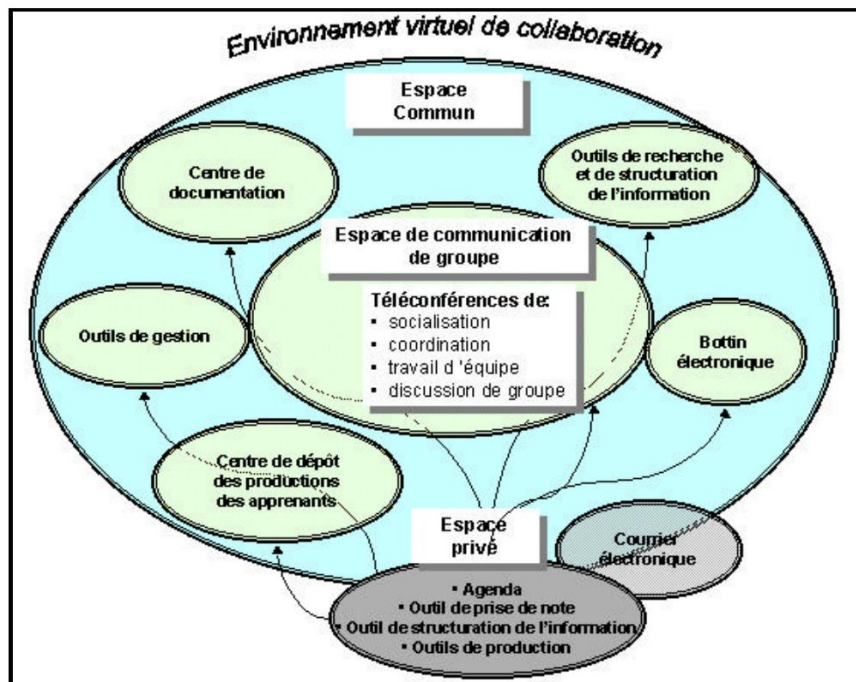 Environnement virtuel de collaboration
Espace
Commun
Centre de
documentation
Outils de recherche
et de structuration
de l'information
Espace de communication
de groupe
Téléconférences de:
▪ socialisation
▪ coordination
▪ travail d 'équipe
▪ discussion de groupe
Outils de gestion
Bottin
électronique
Centre de dépôt
des productions
des apprenants
Espace
privé
Courrier
électronique
▪ Agenda
▪ Outil de prise de note
▪ Outil de structuration de l'information
▪ Outils de production